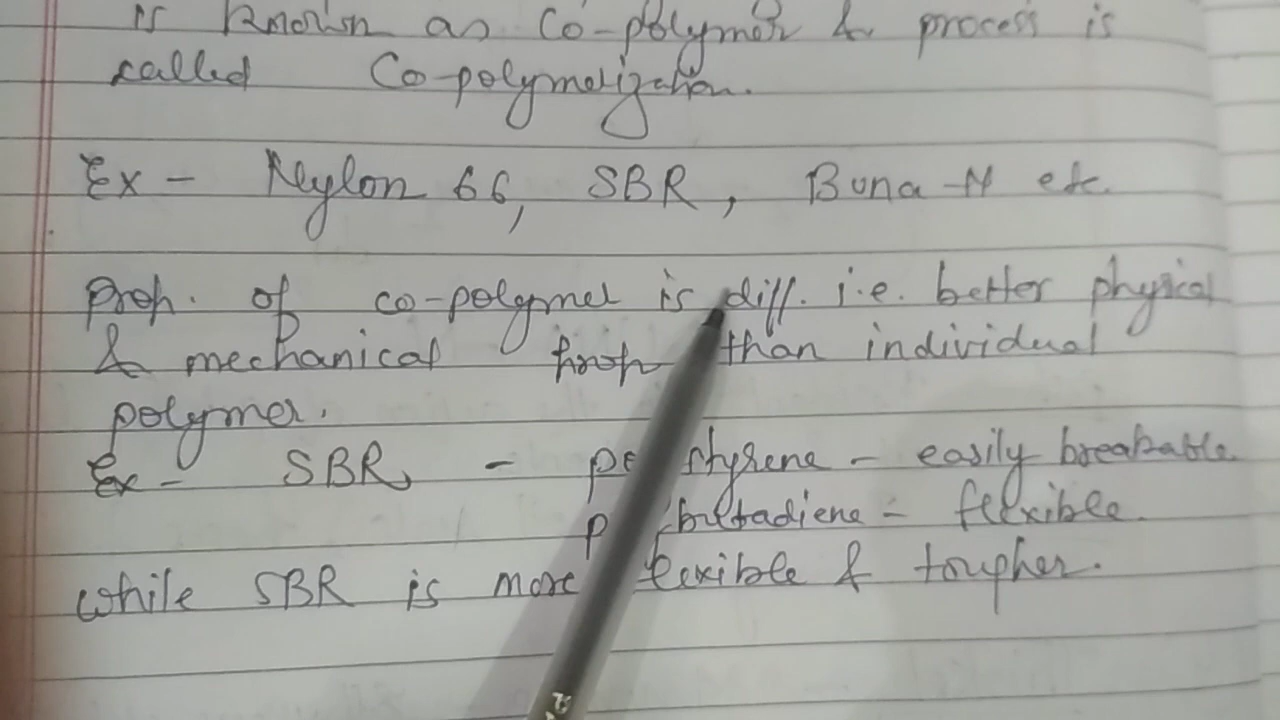 is known as Co-polymer & process is
called Co-polymerization.
Ex - Nylon 66, SBR, Buna-N etc.
Prop. of co-polymer is diff. i.e. better physical
& mechanical prop than individual
polymer.
Ex - SBR, - styrene - easily breakable
butadiene - flexible.
while SBR is more flexible & tougher.